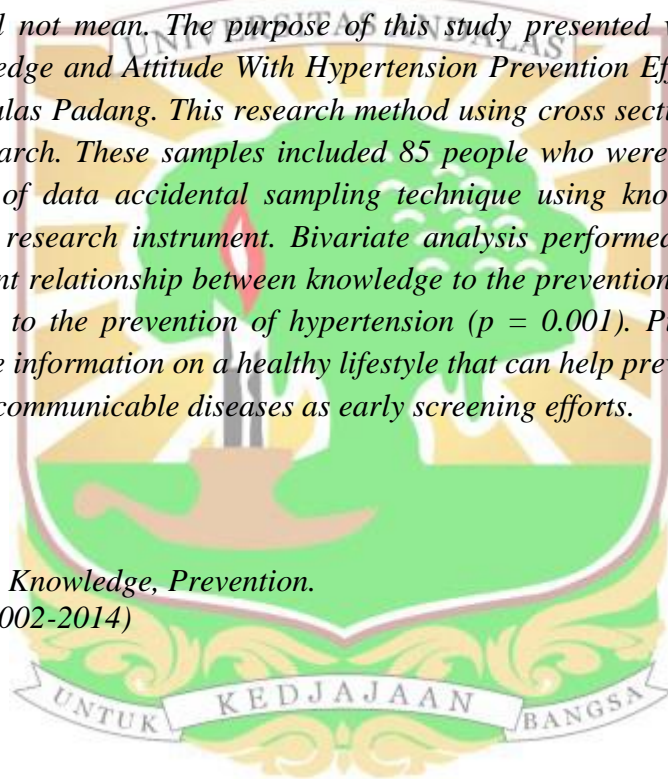 l not mean. The purpose of this study presented
UNIVERSITAS ANDALAS
edge and Attitude With Hypertension Prevention Ef
las Padang. This research method using cross secti
arch. These samples included 85 people who were
of data accidental sampling technique using kno
research instrument. Bivariate analysis performed
nt relationship between knowledge to the prevention
to the prevention of hypertension (p = 0.001). P
e information on a healthy lifestyle that can help prev
communicable diseases as early screening efforts.
Knowledge, Prevention.
002-2014)
UNTUK KEDJAJAAN BANGSA